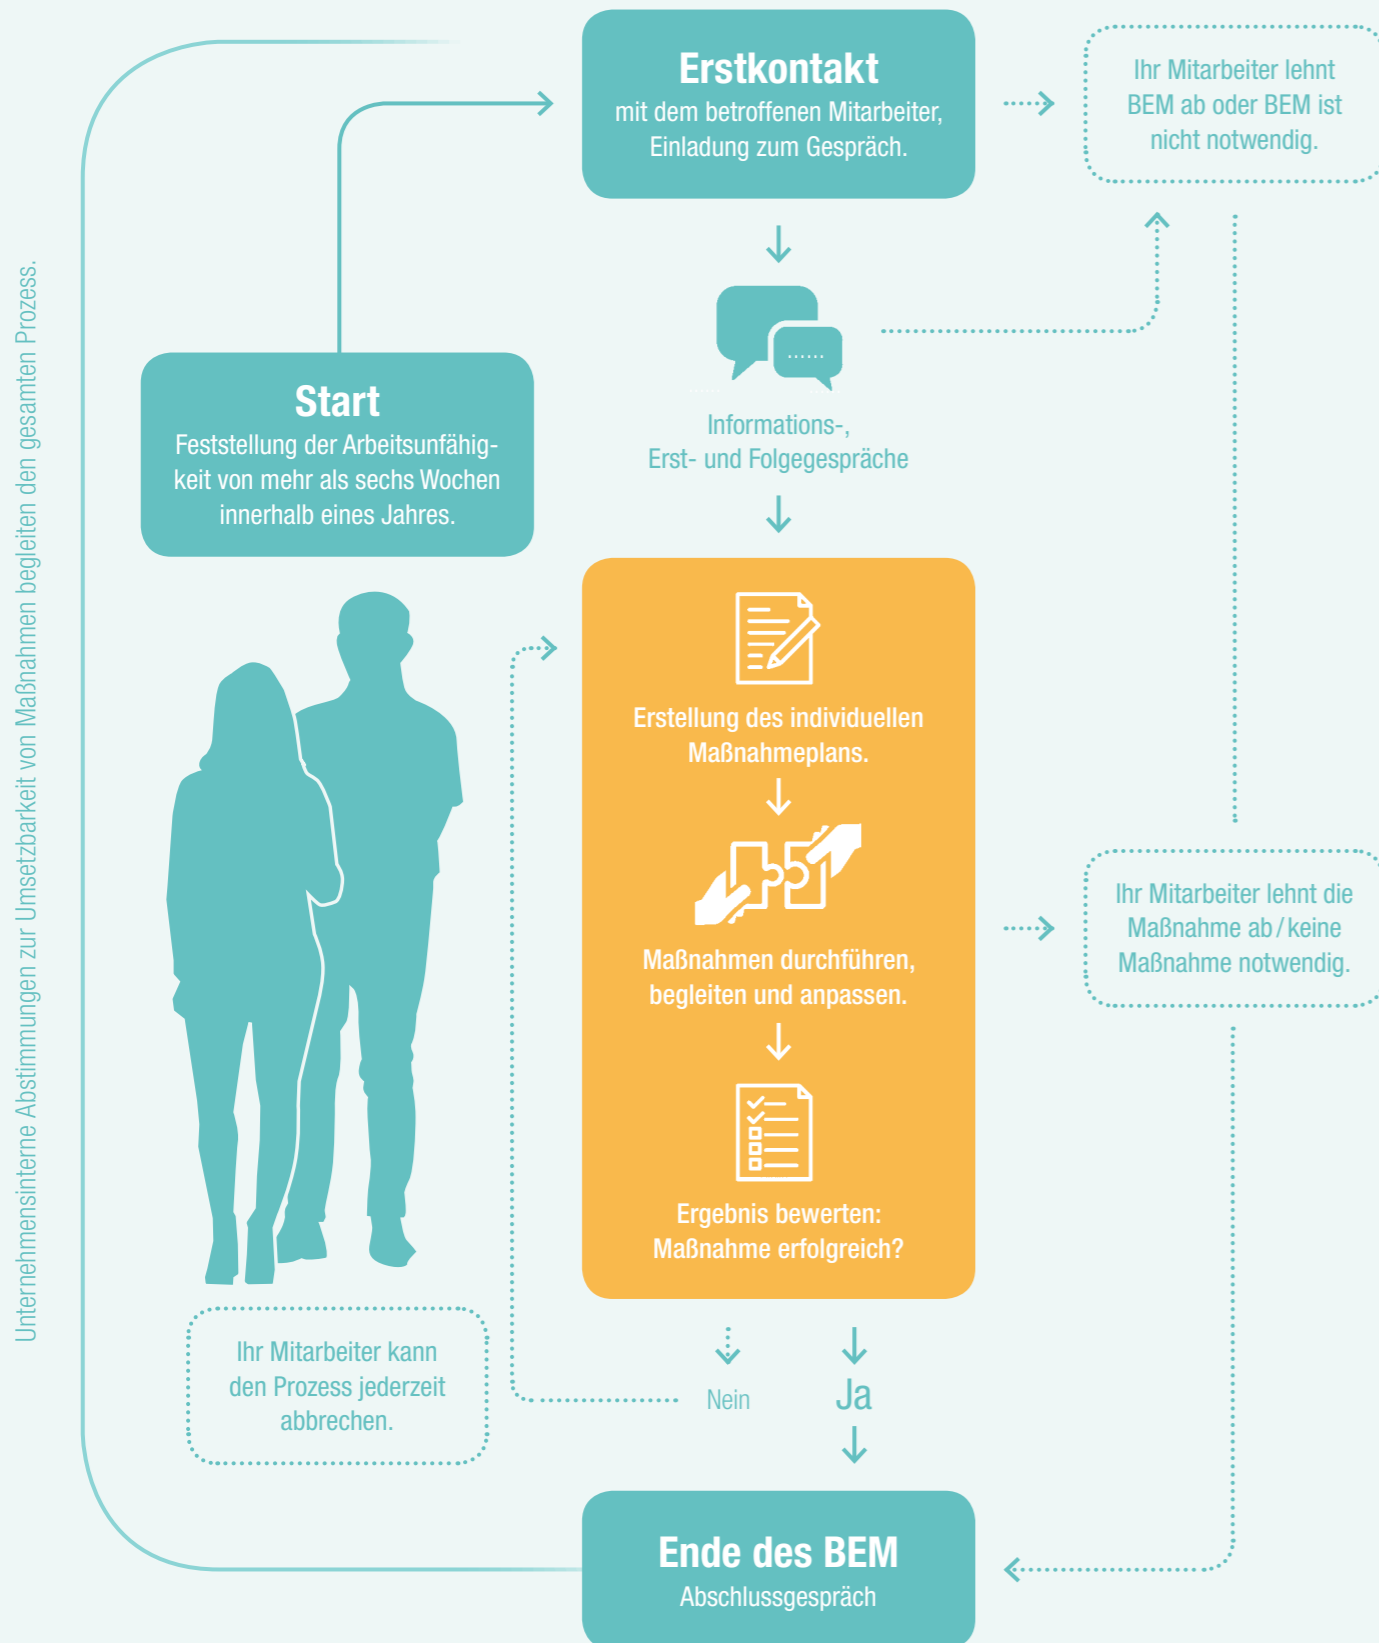 Unternehmensinterne Abstimmungen zur Umsetzbarkeit von Maßnahmen begleiten den gesamten Prozess.
Start
Feststellung der Arbeitsunfähig-
keit von mehr als sechs Wochen
innerhalb eines Jahres.
Erstkontakt
mit dem betroffenen Mitarbeiter,
Einladung zum Gespräch.
Ihr Mitarbeiter lehnt
BEM ab oder BEM ist
nicht notwendig.
Informations-,
Erst- und Folgegespräche
Erstellung des individuellen
Maßnahmeplans.
Maßnahmen durchführen,
begleiten und anpassen.
Ihr Mitarbeiter lehnt die
Maßnahme ab / keine
Maßnahme notwendig.
Ergebnis bewerten:
Maßnahme erfolgreich?
Ihr Mitarbeiter kann
den Prozess jederzeit
abbrechen.
Nein
Ja
Ende des BEM
Abschlussgespräch